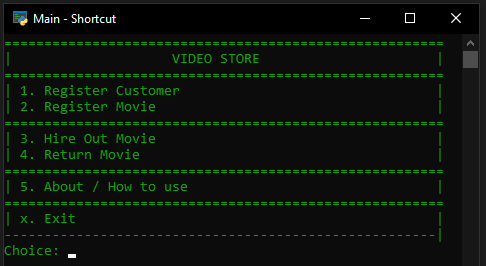 Main - Shortcut
=======================================================
|                    VIDEO STORE                      |
=======================================================
| 1. Register Customer                                |
| 2. Register Movie                                   |
=======================================================
| 3. Hire Out Movie                                   |
| 4. Return Movie                                     |
=======================================================
| 5. About / How to use                               |
=======================================================
| x. Exit                                             |
------------------------------------------------------|
Choice: